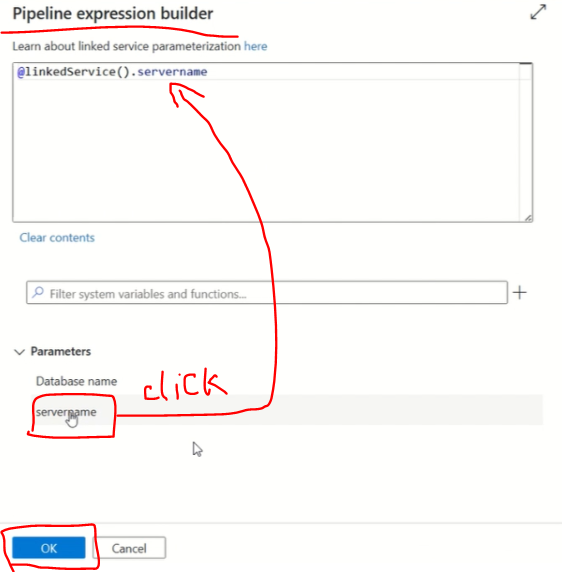 Pipeline expression builder
Learn about linked service parameterization here
@linkedService().servername
Clear contents
Filter system variables and functions...
Parameters
Database name
click
servername
OK Cancel